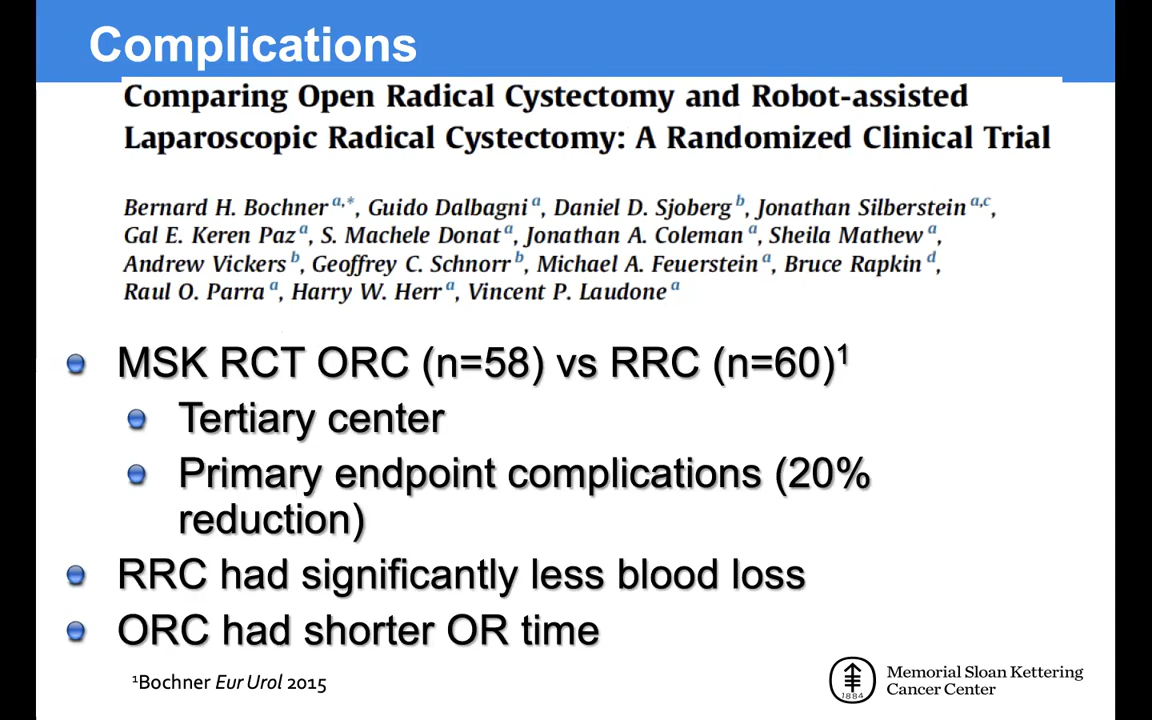 Complications
Comparing Open Radical Cystectomy and Robot-assisted
Laparoscopic Radical Cystectomy: A Randomized Clinical Trial
Bernard H. Bochner a,*, Guido Dalbagni a, Daniel D. Sjoberg b, Jonathan Silberstein a,c,
Gal E. Keren Paz a, S. Machele Donat a, Jonathan A. Coleman a, Sheila Mathew a,
Andrew Vickers b, Geoffrey C. Schnorr b, Michael A. Feuerstein a, Bruce Rapkin d,
Raul O. Parra a, Harry W. Herr a, Vincent P. Laudone a
MSK RCT ORC (n=58) vs RRC (n=60)1
Tertiary center
Primary endpoint complications (20%
reduction)
RRC had significantly less blood loss
ORC had shorter OR time
1Bochner Eur Urol 2015
1884
Memorial Sloan Kettering
Cancer Center